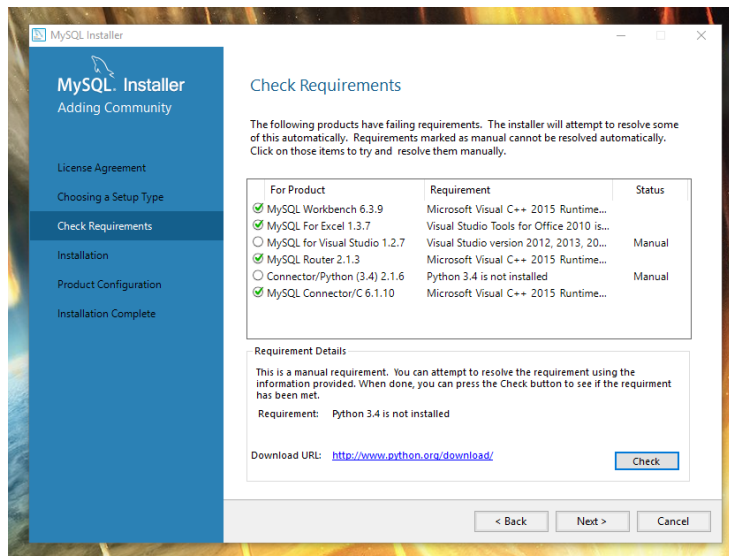 MySQL Installer
MySQL. Installer
Adding Community
License Agreement
Choosing a Setup Type
Check Requirements
Installation
Product Configuration
Installation Complete
Check Requirements
The following products have failing requirements. The installer will attempt to resolve some
of this automatically. Requirements marked as manual cannot be resolved automatically.
Click on those items to try and resolve them manually.
For Product Requirement Status
MySQL Workbench 6.3.9 Microsoft Visual C++ 2015 Runtime...
MySQL For Excel 1.3.7 Visual Studio Tools for Office 2010 is...
MySQL for Visual Studio 1.2.7 Visual Studio version 2012, 2013, 20... Manual
MySQL Router 2.1.3 Microsoft Visual C++ 2015 Runtime...
Connector/Python (3.4) 2.1.6 Python 3.4 is not installed Manual
MySQL Connector/C 6.1.10 Microsoft Visual C++ 2015 Runtime...
Requirement Details
This is a manual requirement. You can attempt to resolve the requirement using the
information provided. When done, you can press the Check button to see if the requirment
has been met.
Requirement: Python 3.4 is not installed
Download URL: http://www.python.org/download/
Check
< Back Next > Cancel